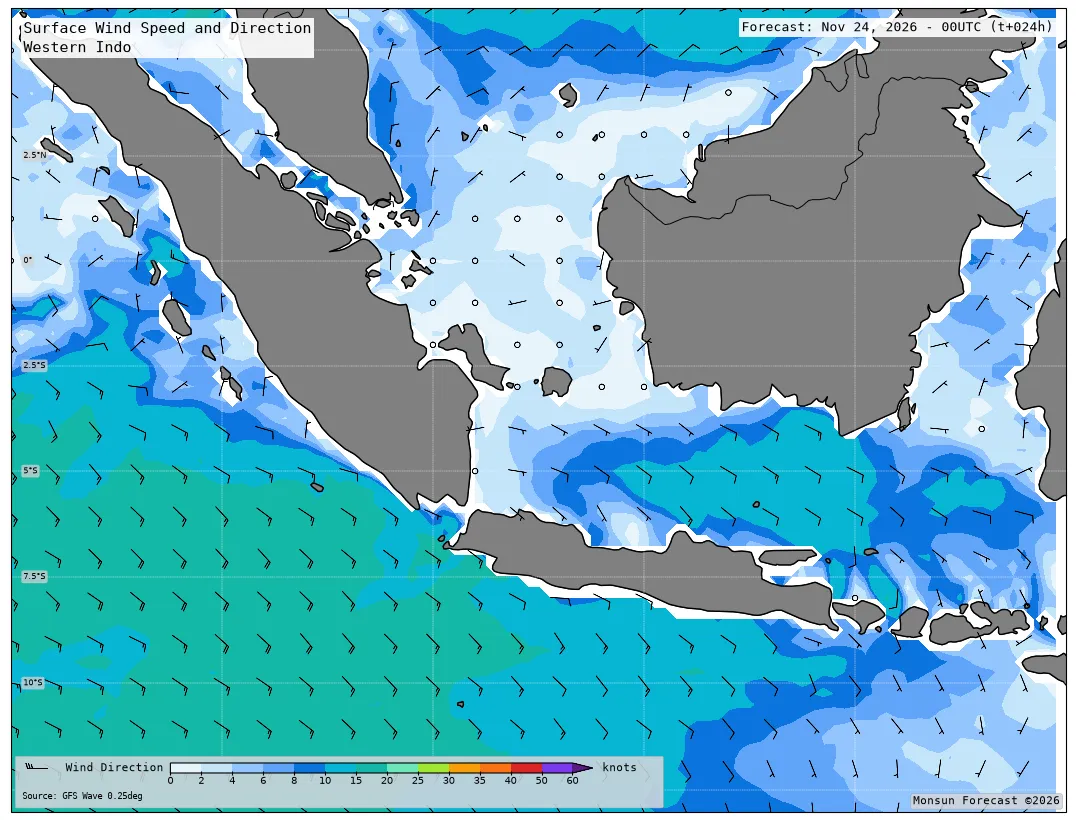 Surface Wind Speed and Direction
Western Indo
Forecast: Nov 24, 2026 - 00UTC (t+024h)
2.5°N
0°
2.5°S
5°S
7.5°S
10°S
Wind Direction
0 2 4 6 8 10 15 20 25 30 35 40 50 60
knots
Source: GFS Wave 0.25deg
Monsun Forecast ©2026